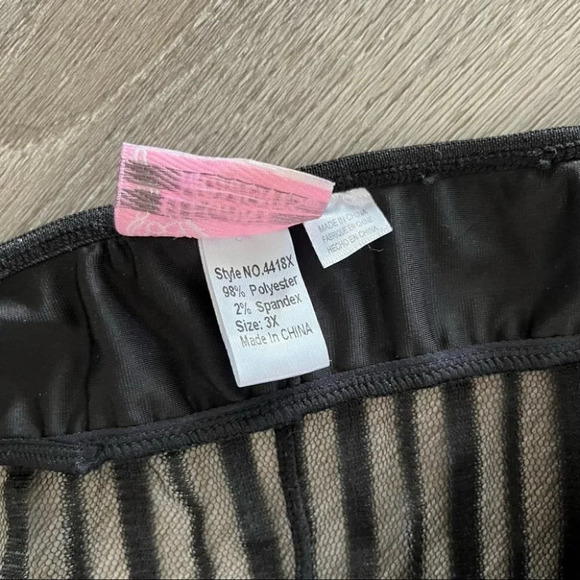 Style NO.4418X
98% Polyester
2% Spandex
Size: 3X
Made In CHINA
MADE IN CHINA
FABRIQUÉ EN CHINE
HECHO EN CHINA